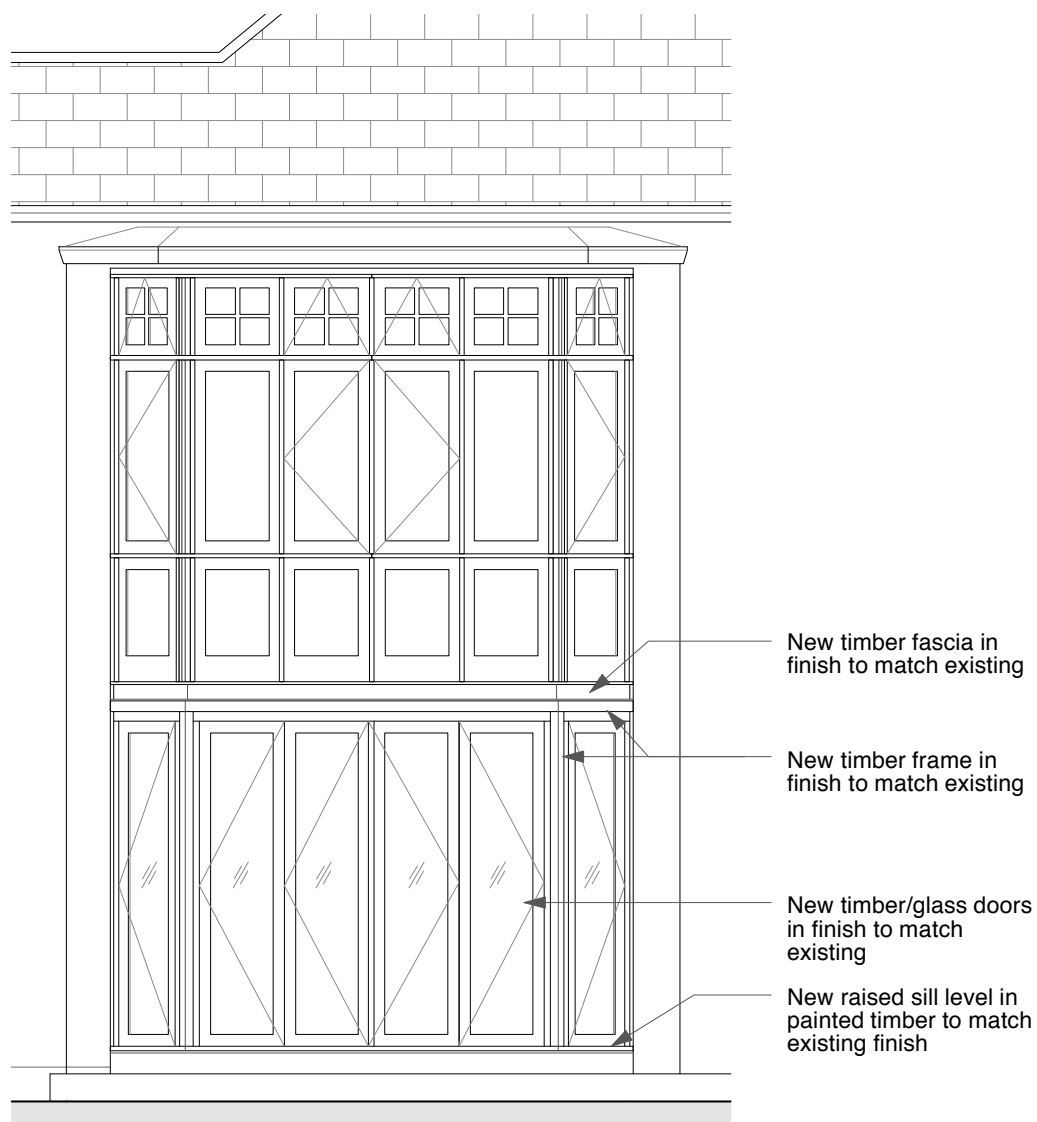 New timber fascia in
finish to match existing
New timber frame in
finish to match existing
New timber/glass doors
in finish to match
existing
New raised sill level in
painted timber to match
existing finish